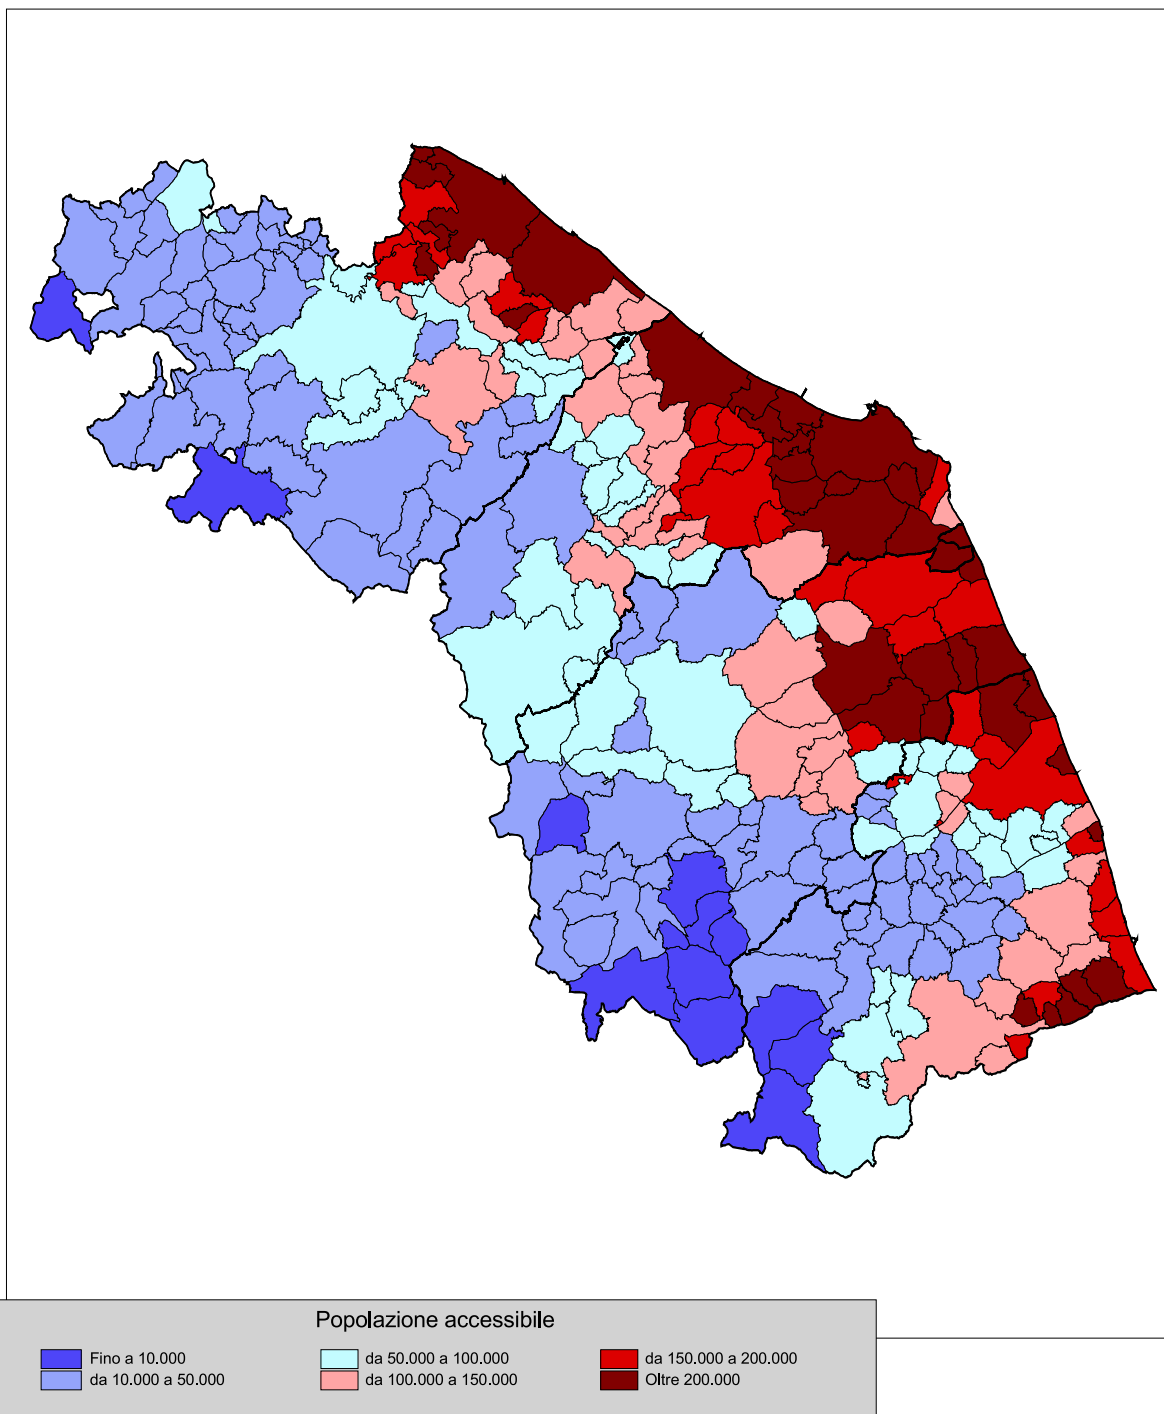 Popolazione accessibile
Fino a 10.000
da 10.000 a 50.000
da 50.000 a 100.000
da 100.000 a 150.000
da 150.000 a 200.000
Oltre 200.000